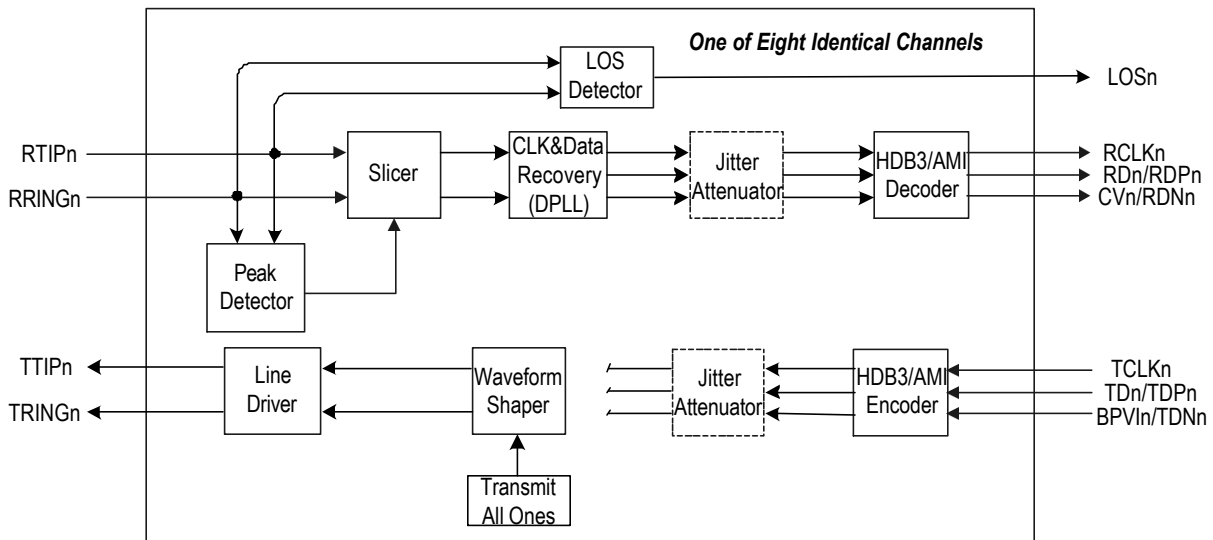 One of Eight Identical Channels
LOS
Detector
LOSn
RTIPn
RRINGn
Slicer
CLK&Data
Recovery
(DPLL)
Jitter
Attenuator
HDB3/AMI
Decoder
RCLKn
RDn/RDPn
CVn/RDNn
Peak
Detector
TTIPn
TRINGn
Line
Driver
Waveform
Shaper
Jitter
Attenuator
HDB3/AMI
Encoder
TCLKn
TDn/TDPn
BPVIn/TDNn
Transmit
All Ones